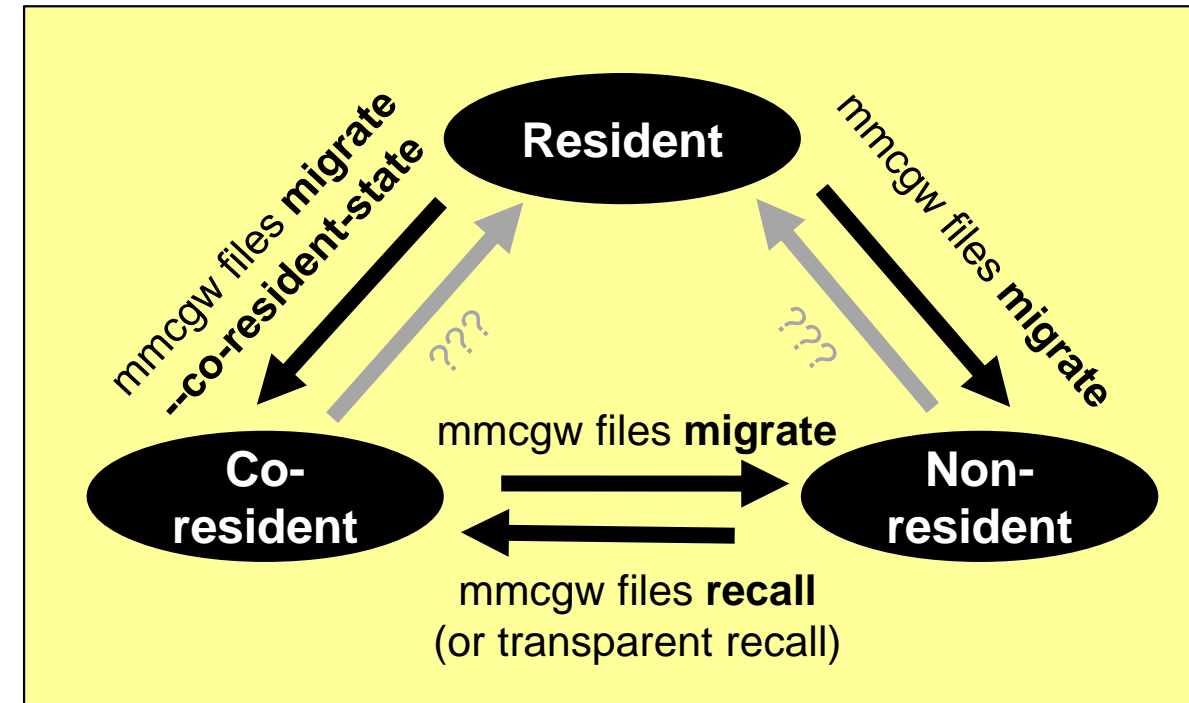 Resident
mmcgw files migrate
--co-resident-state
mmcgw files migrate
???
???
mmcgw files migrate
Co-
resident
Non-
resident
mmcgw files recall
(or transparent recall)